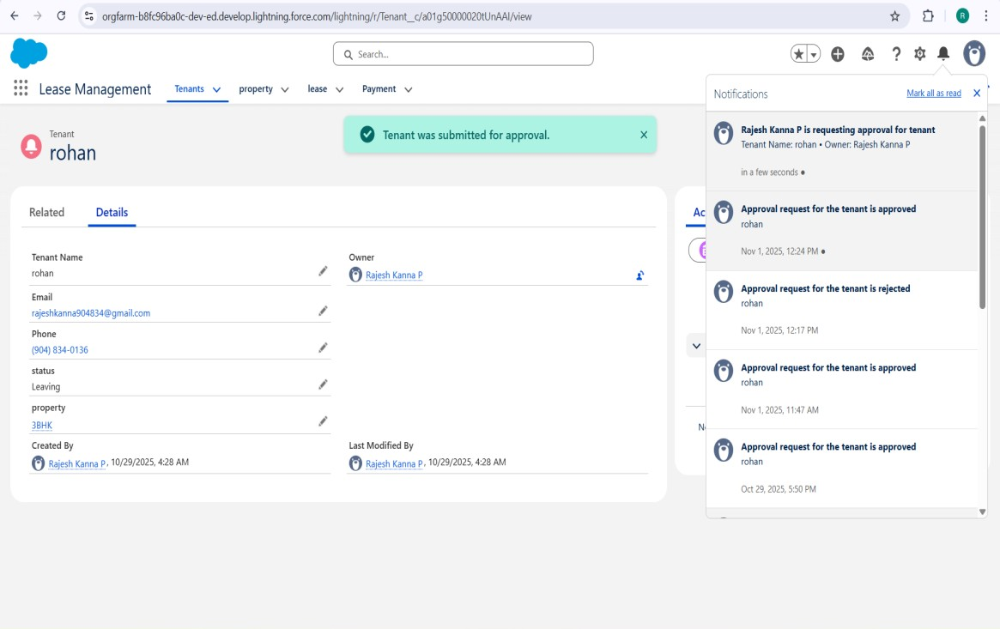 orgfarm-b8fc96ba0c-dev-ed.develop.lightning.force.com/lightning/r/Tenant__c/a01g50000020tUnAAI/view
R
Search...
Lease Management
Tenants
property
lease
Payment
Tenant
rohan
Tenant was submitted for approval.
Related
Details
Tenant Name
rohan
Email
rajeshkanna904834@gmail.com
Phone
(904) 834-0136
status
Leaving
property
3BHK
Created By
Rajesh Kanna P, 10/29/2025, 4:28 AM
Owner
Rajesh Kanna P
Last Modified By
Rajesh Kanna P, 10/29/2025, 4:28 AM
Notifications
Mark all as read
Rajesh Kanna P is requesting approval for tenant
Tenant Name: rohan • Owner: Rajesh Kanna P
in a few seconds •
Approval request for the tenant is approved
rohan
Nov 1, 2025, 12:24 PM •
Approval request for the tenant is rejected
rohan
Nov 1, 2025, 12:17 PM
Approval request for the tenant is approved
rohan
Nov 1, 2025, 11:47 AM
Approval request for the tenant is approved
rohan
Oct 29, 2025, 5:50 PM